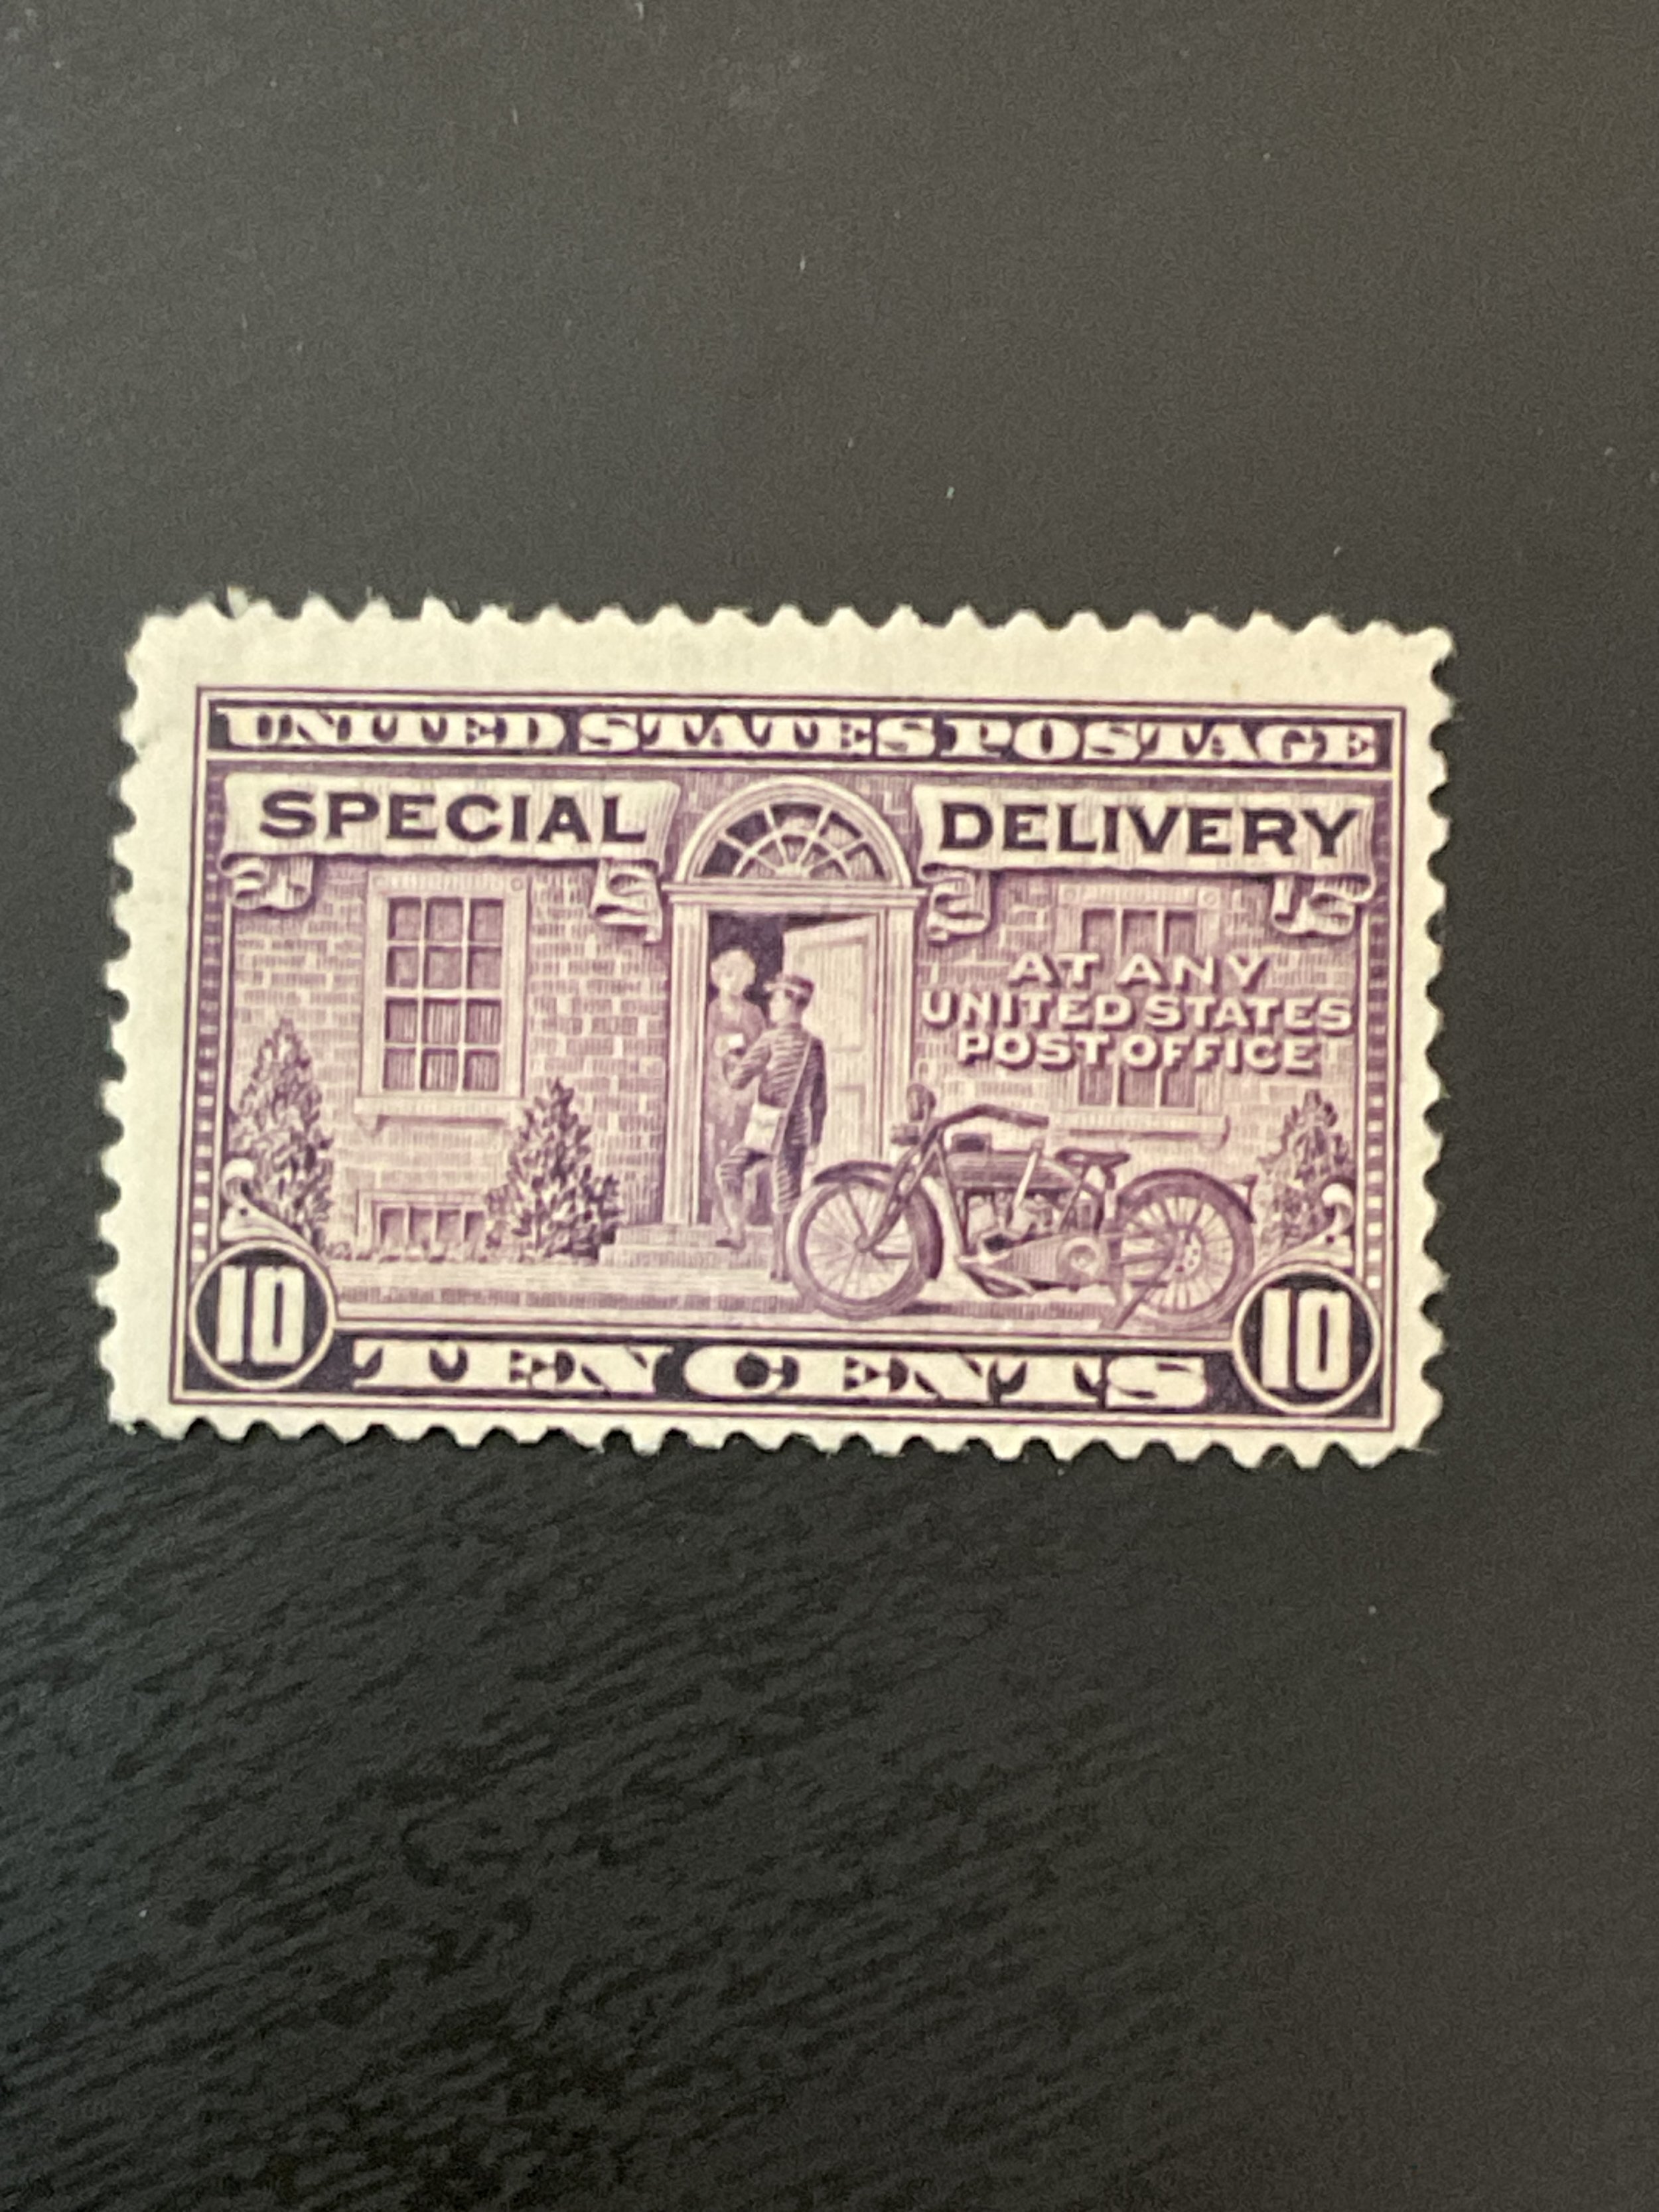 UNITED STATES POSTAGE
SPECIAL DELIVERY
AT ANY
UNITED STATES
POST OFFICE
10 TEN CENTS 10